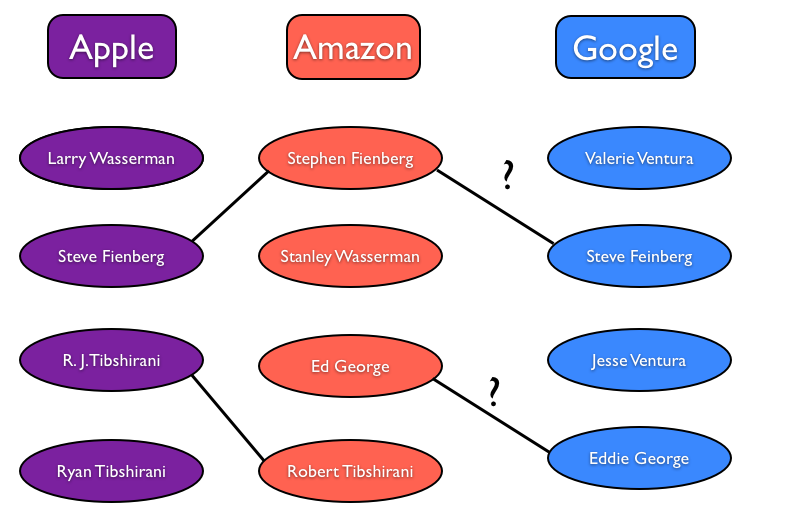 Apple
Amazon
Google
Larry Wasserman
Stephen Fienberg
?
Valerie Ventura
Steve Fienberg
Stanley Wasserman
Steve Feinberg
R. J.Tibshirani
Ed George
?
Jesse Ventura
Ryan Tibshirani
Robert Tibshirani
Eddie George